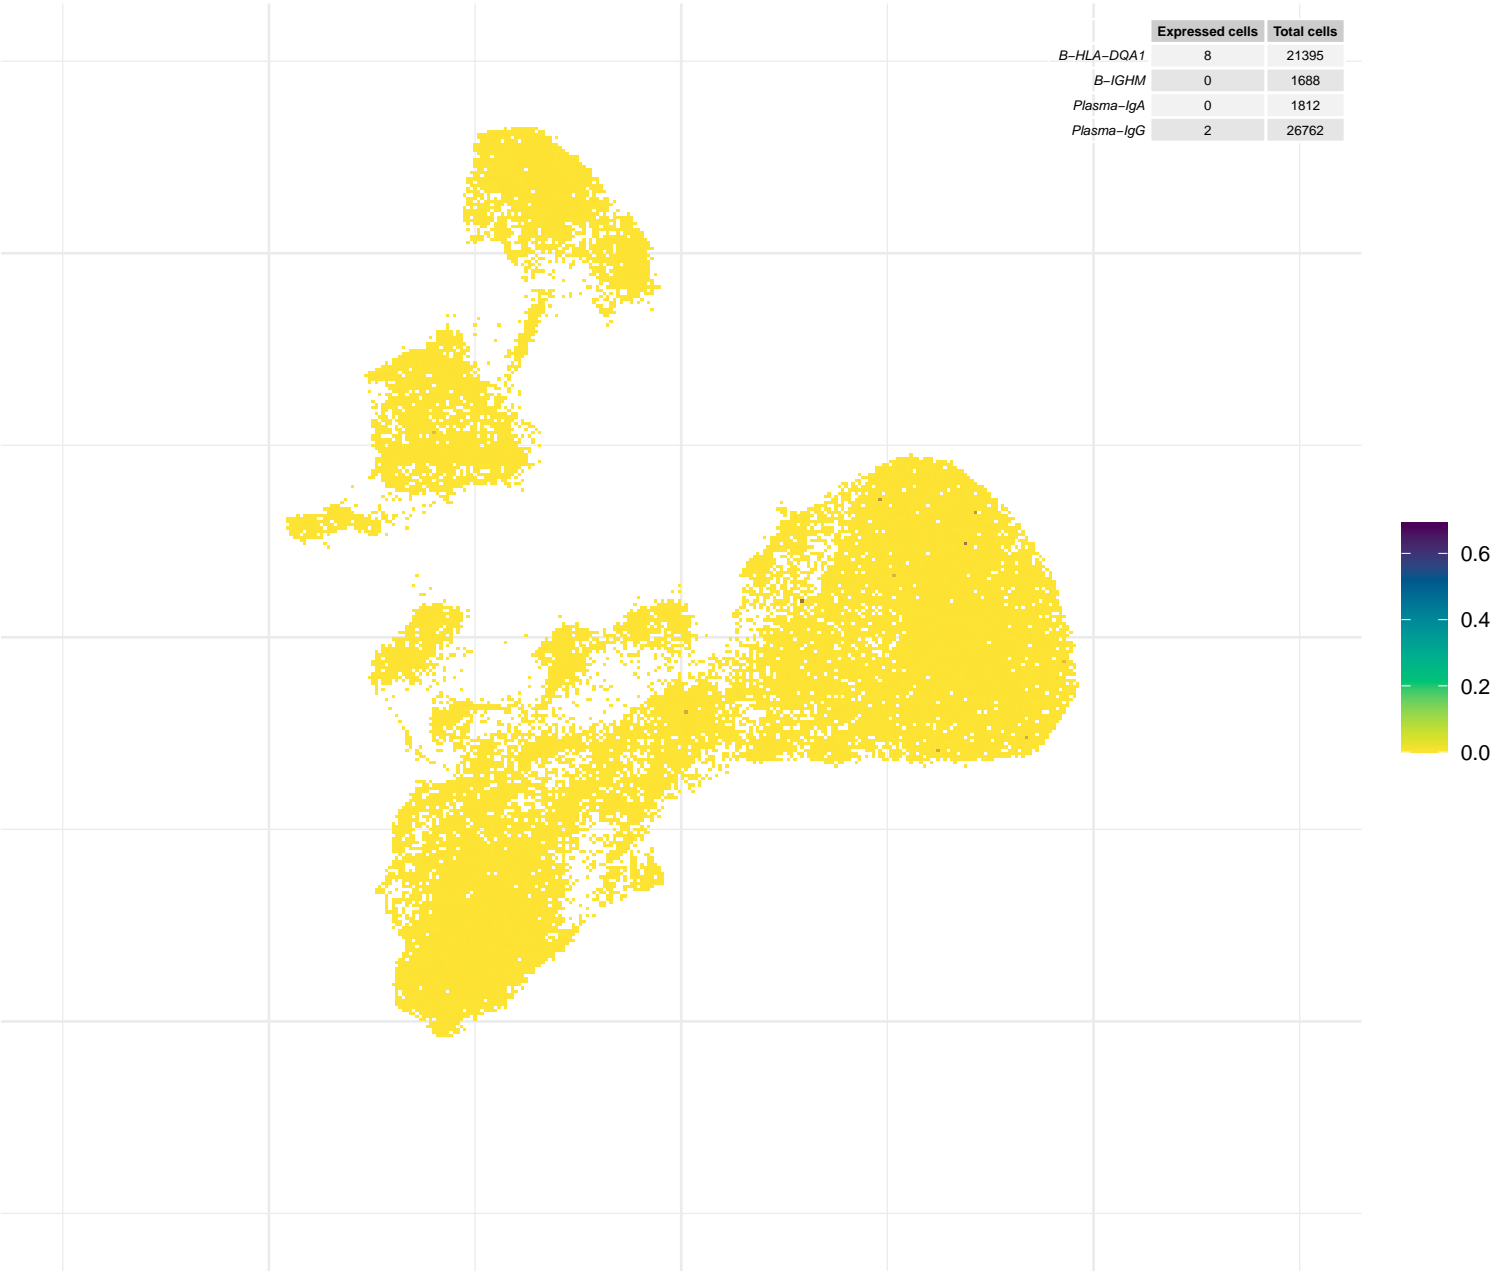 Expressed cells Total cells
B−HLA−DQA1 8 21395
B−IGHM 0 1688
Plasma−IgA 0 1812
Plasma−IgG 2 26762
0.6
0.4
0.2
0.0